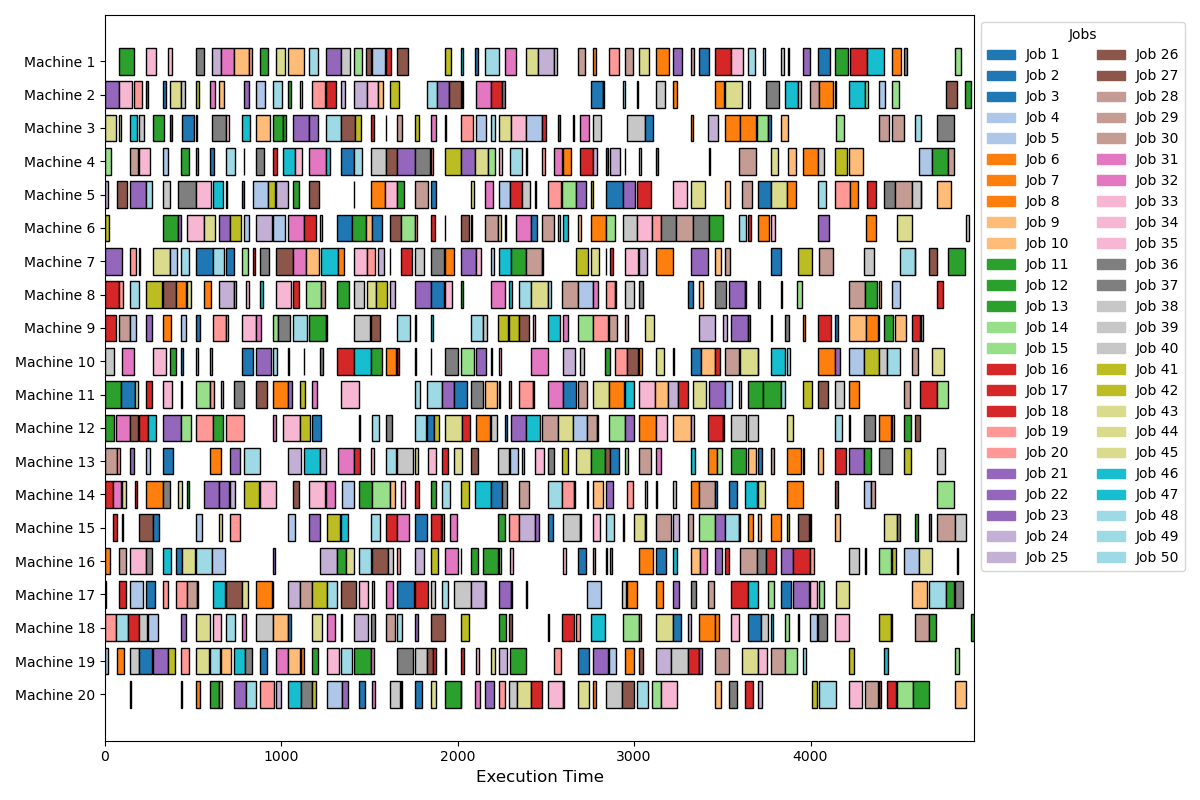 Machine 1
Machine 2
Machine 3
Machine 4
Machine 5
Machine 6
Machine 7
Machine 8
Machine 9
Machine 10
Machine 11
Machine 12
Machine 13
Machine 14
Machine 15
Machine 16
Machine 17
Machine 18
Machine 19
Machine 20
0 1000 2000 3000 4000
Execution Time
Jobs
Job 1 Job 26
Job 2 Job 27
Job 3 Job 28
Job 4 Job 29
Job 5 Job 30
Job 6 Job 31
Job 7 Job 32
Job 8 Job 33
Job 9 Job 34
Job 10 Job 35
Job 11 Job 36
Job 12 Job 37
Job 13 Job 38
Job 14 Job 39
Job 15 Job 40
Job 16 Job 41
Job 17 Job 42
Job 18 Job 43
Job 19 Job 44
Job 20 Job 45
Job 21 Job 46
Job 22 Job 47
Job 23 Job 48
Job 24 Job 49
Job 25 Job 50